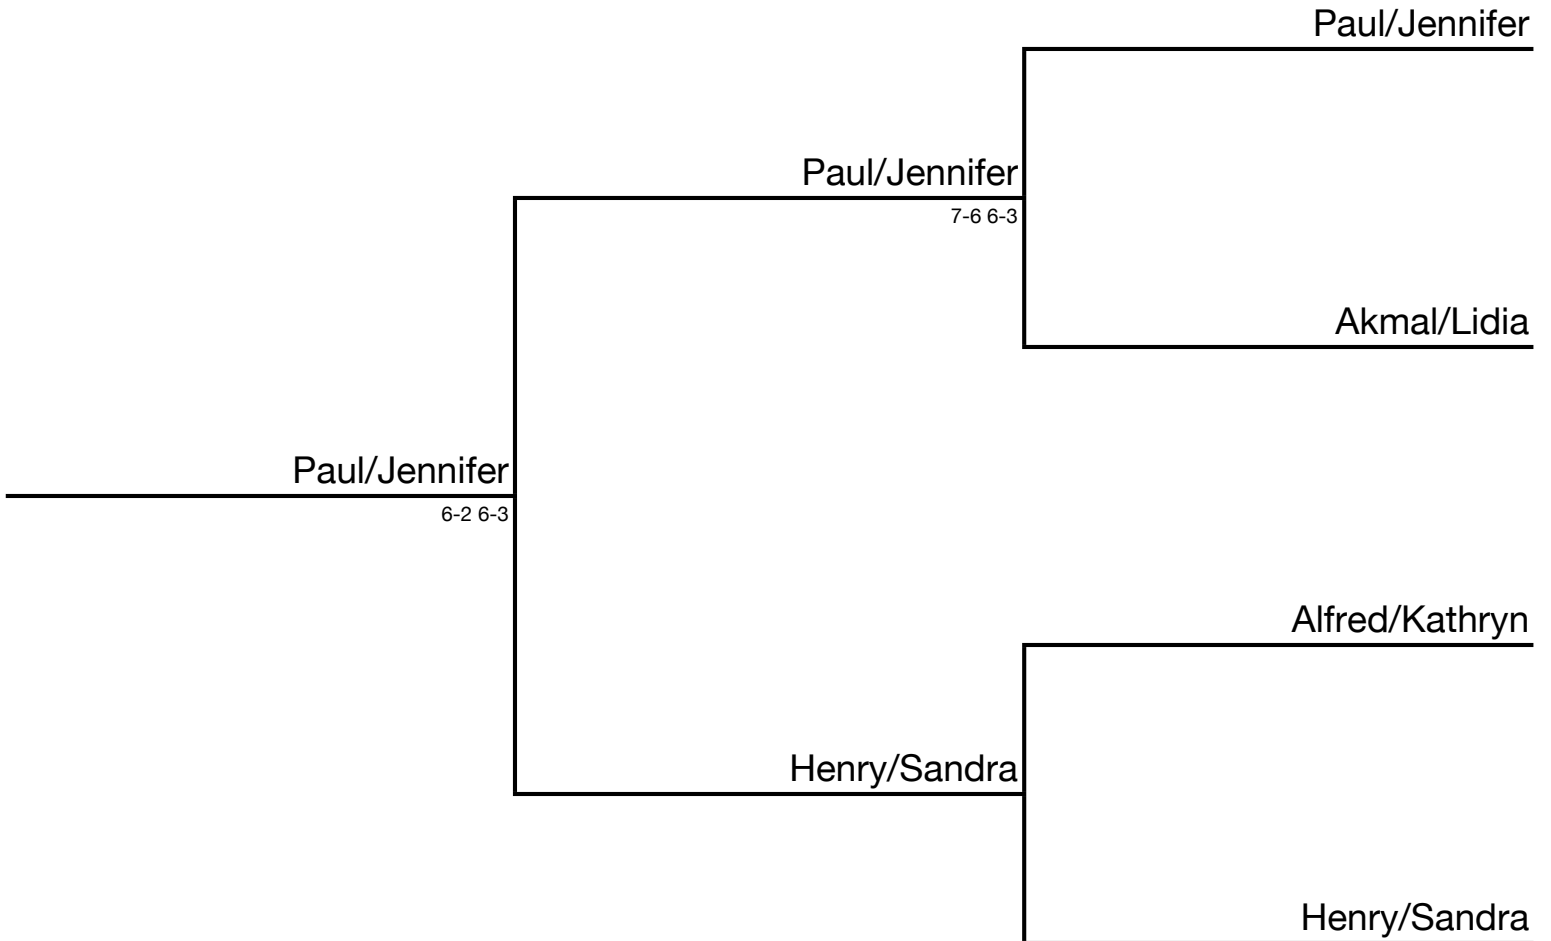 Paul/Jennifer
Paul/Jennifer
7-6 6-3
Akmal/Lidia
Paul/Jennifer
6-2 6-3
Alfred/Kathryn
Henry/Sandra
Henry/Sandra